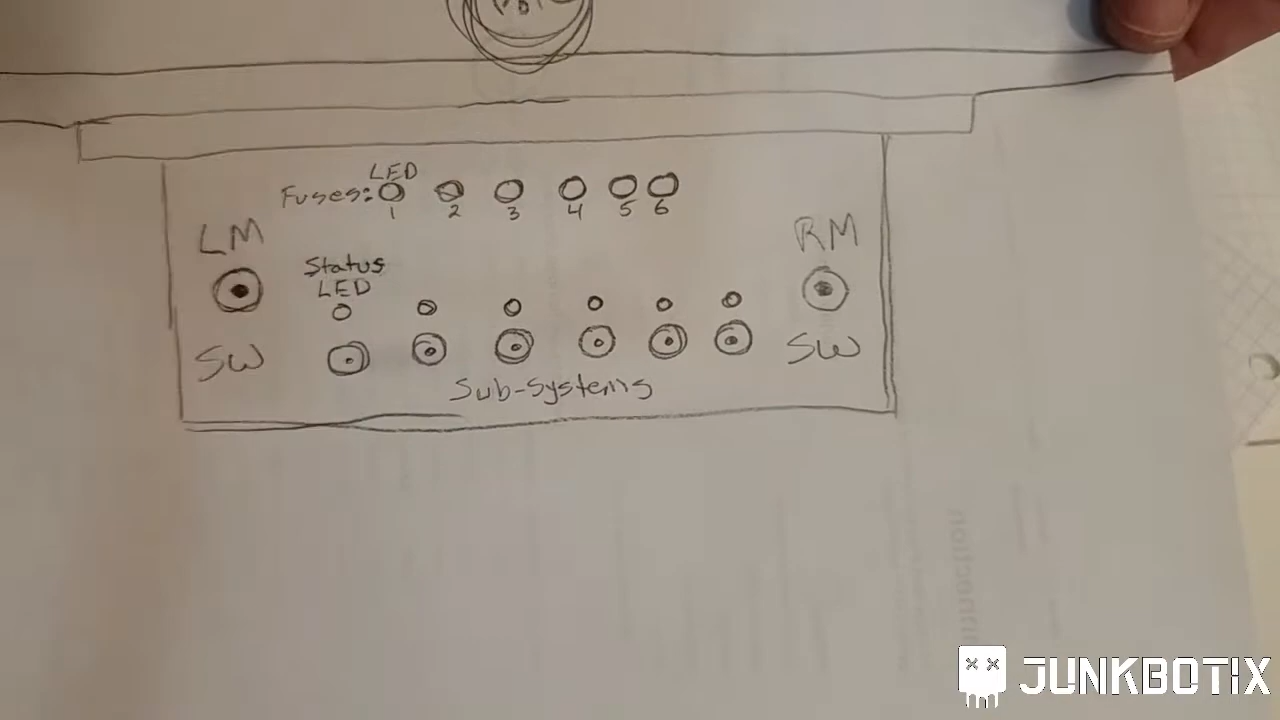 LED
Fuses:
1 2 3 4 5 6
LM
RM
Status
LED
SW
SW
Sub-Systems
JUNKBOTIX